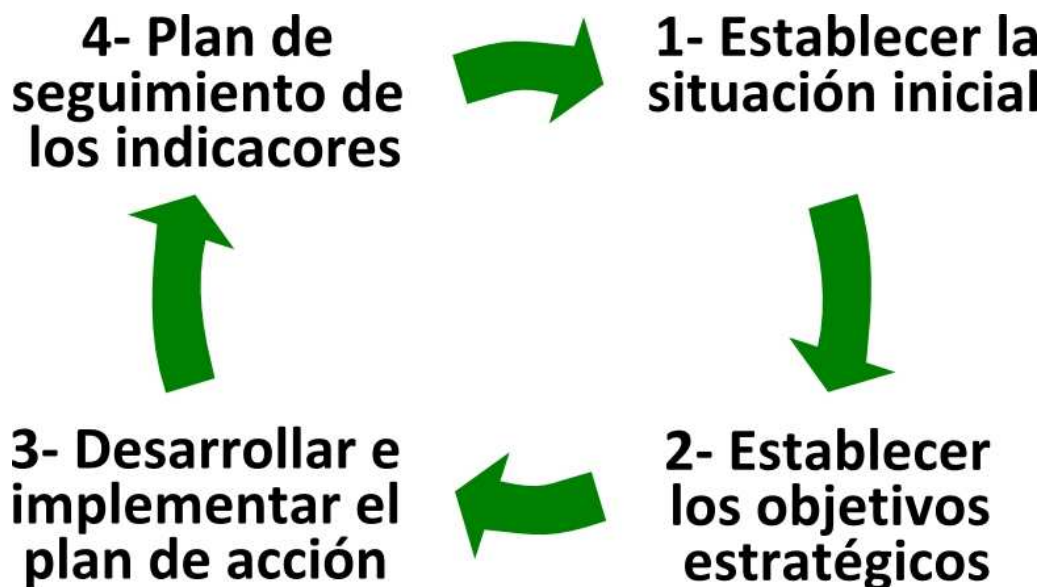 1- Establecer la
situación inicial
2- Establecer
los objetivos
estratégicos
3- Desarrollar e
implementar el
plan de acción
4- Plan de
seguimiento de
los indicacores